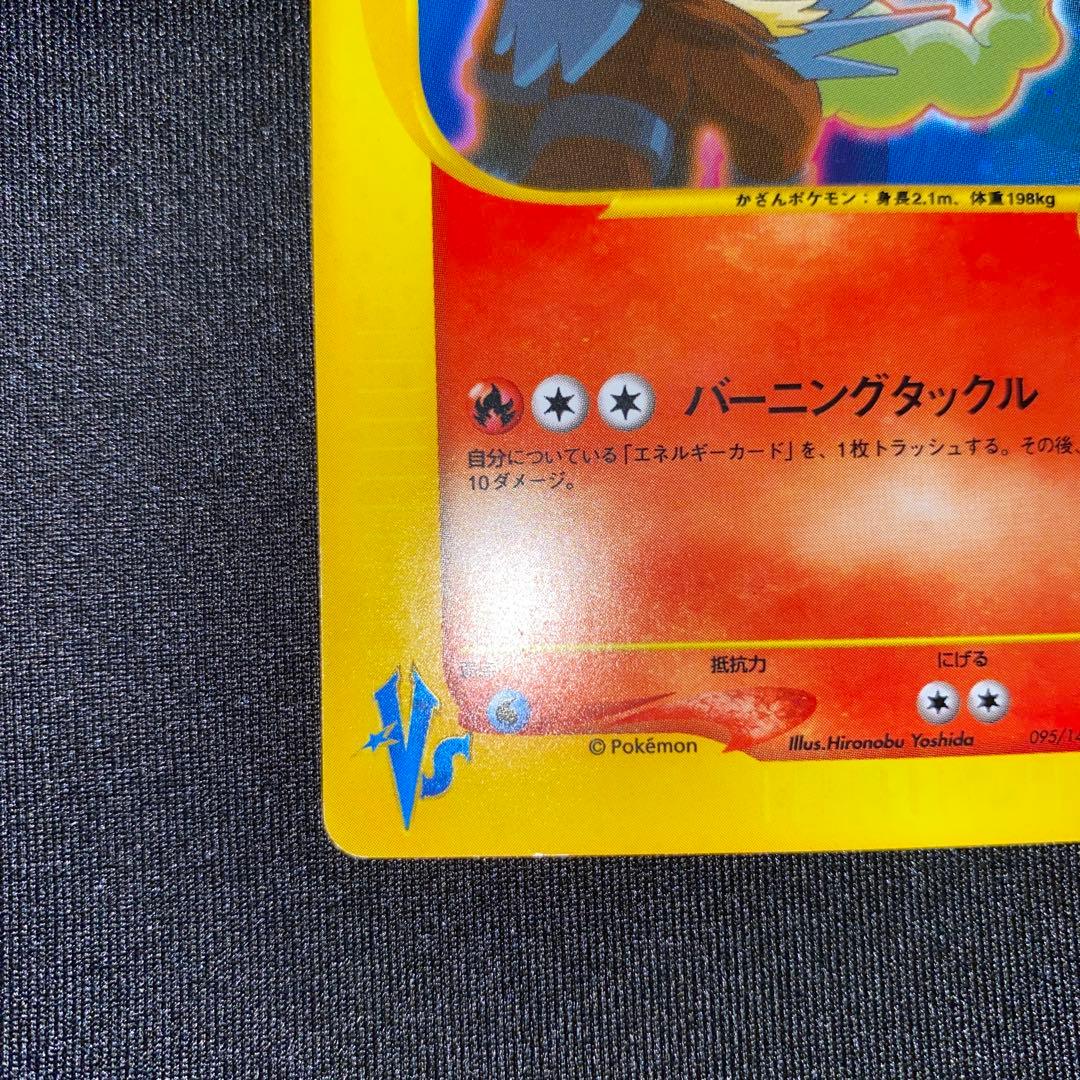 かざんポケモン：身長2.1m、体重198kg
バーニングタックル
自分についている「エネルギーカード」を、1枚トラッシュする。その後、
10ダメージ。
弱点 抵抗力 にげる
VS © Pokémon Illus.Hironobu Yoshida 095/14